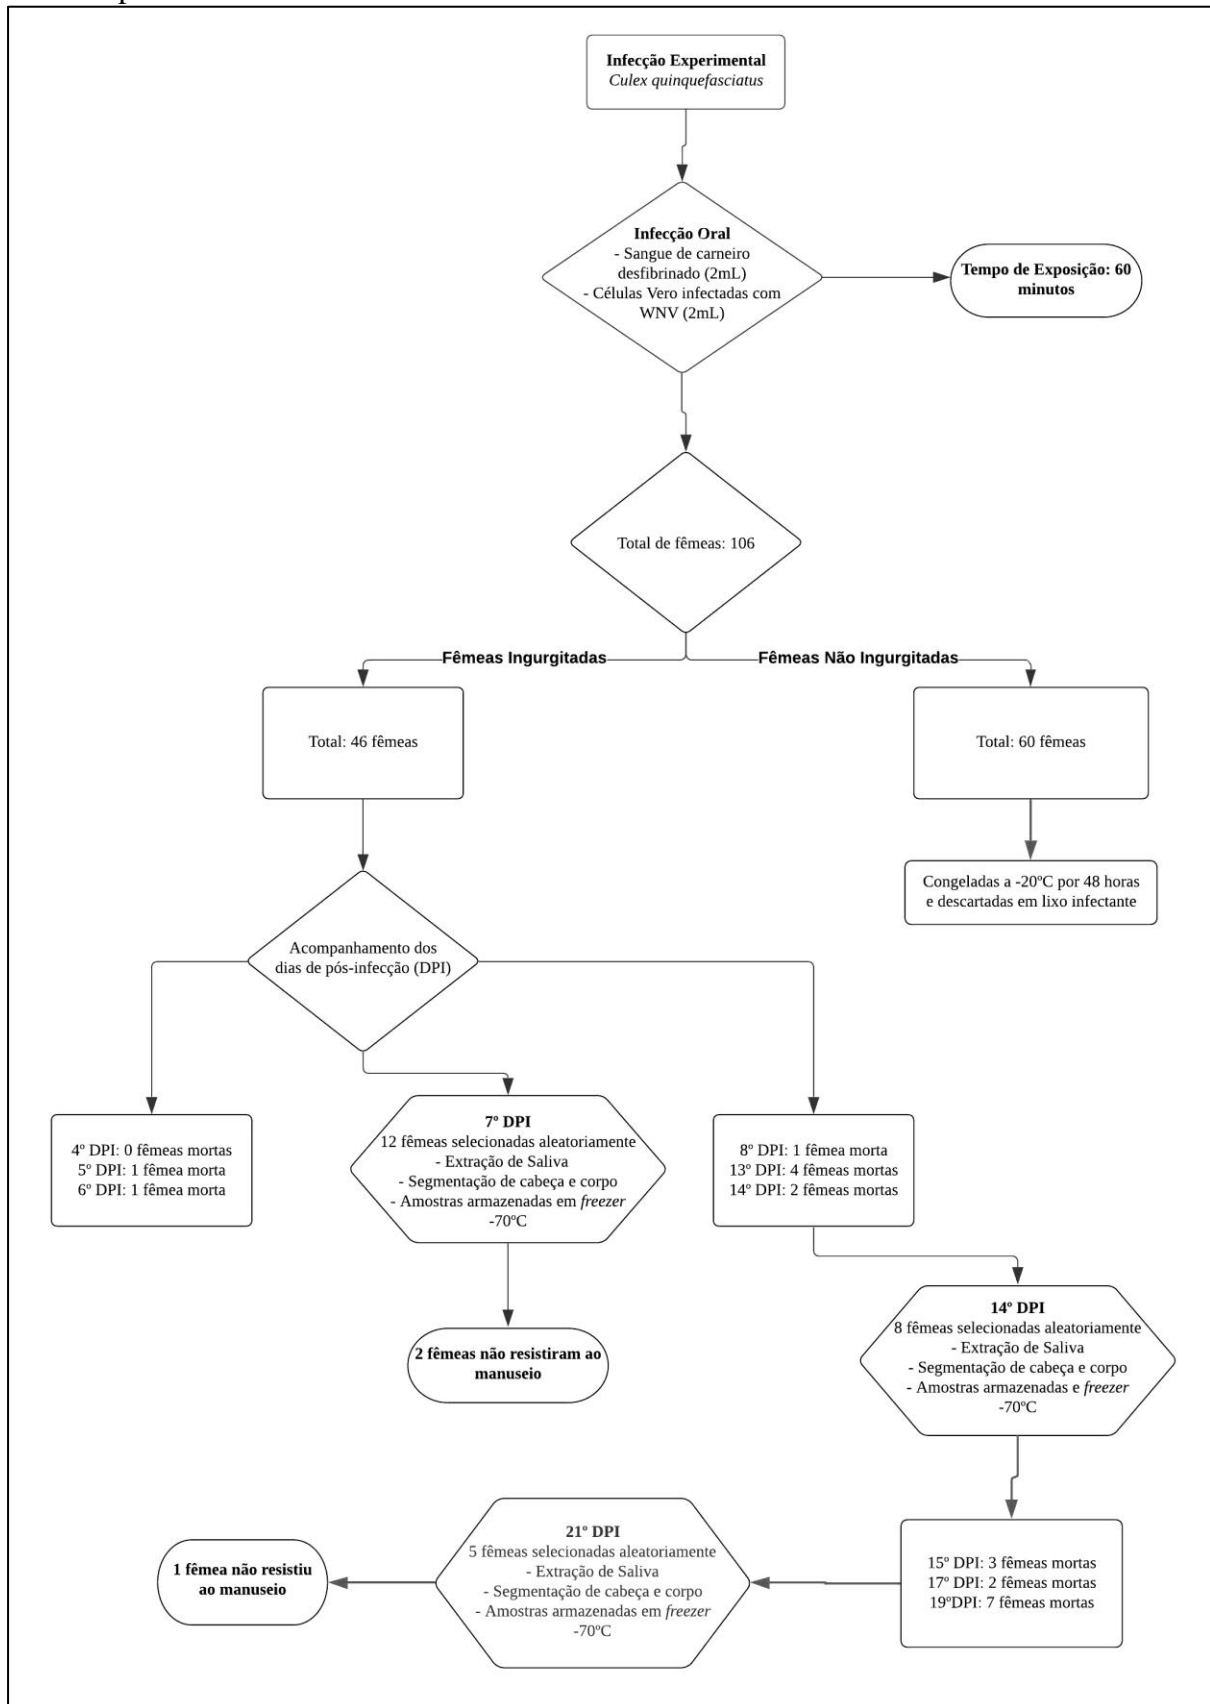 Infecção Experimental
Culex quinquefasciatus
Infecção Oral
- Sangue de carneiro
desfibrinado (2mL)
- Células Vero infectadas com
WNV (2mL)
Tempo de Exposição: 60
minutos
Total de fêmeas: 106
Fêmeas Ingurgitadas
Fêmeas Não Ingurgitadas
Total: 46 fêmeas
Total: 60 fêmeas
Congeladas a -20ºC por 48 horas
e descartadas em lixo infectante
Acompanhamento dos
dias de pós-infecção (DPI)
4º DPI: 0 fêmeas mortas
5º DPI: 1 fêmea morta
6º DPI: 1 fêmea morta
7º DPI
12 fêmeas selecionadas aleatoriamente
- Extração de Saliva
- Segmentação de cabeça e corpo
- Amostras armazenadas em freezer
-70ºC
8º DPI: 1 fêmea morta
13º DPI: 4 fêmeas mortas
14º DPI: 2 fêmeas mortas
2 fêmeas não resistiram ao
manuseio
14º DPI
8 fêmeas selecionadas aleatoriamente
- Extração de Saliva
- Segmentação de cabeça e corpo
- Amostras armazenadas e freezer
-70ºC
15º DPI: 3 fêmeas mortas
17º DPI: 2 fêmeas mortas
19ºDPI: 7 fêmeas mortas
21º DPI
5 fêmeas selecionadas aleatoriamente
- Extração de Saliva
- Segmentação de cabeça e corpo
- Amostras armazenadas em freezer
-70ºC
1 fêmea não resistiu
ao manuseio